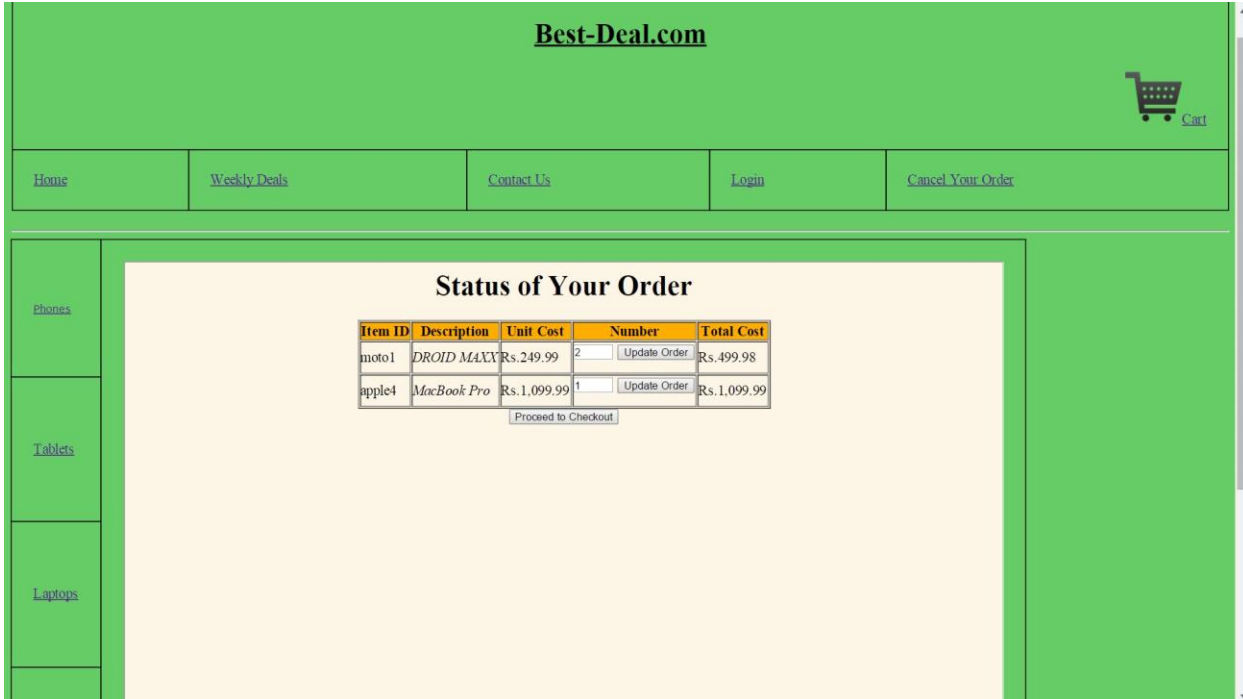 Best-Deal.com
Cart
Home Weekly Deals Contact Us Login Cancel Your Order
Phones
Tablets
Laptops
Status of Your Order
Item ID Description Unit Cost Number Total Cost
moto1 DROID MAXX Rs.249.99 2 Update Order Rs.499.98
apple4 MacBook Pro Rs.1,099.99 1 Update Order Rs.1,099.99
Proceed to Checkout